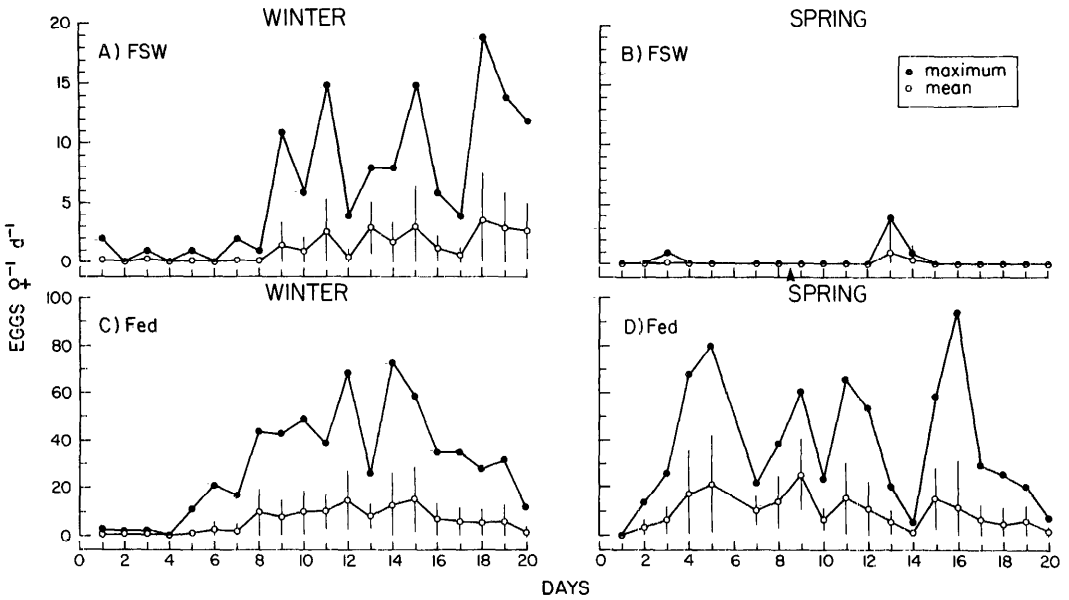 WINTER
SPRING
A) FSW
B) FSW
maximum
mean
20
15
10
5
0
0
WINTER
SPRING
C) Fed
D) Fed
100
80
60
40
20
0
0 2 4 6 8 10 12 14 16 18 20
0 2 4 6 8 10 12 14 16 18 20
EGGS ♀⁻¹ d⁻¹
DAYS